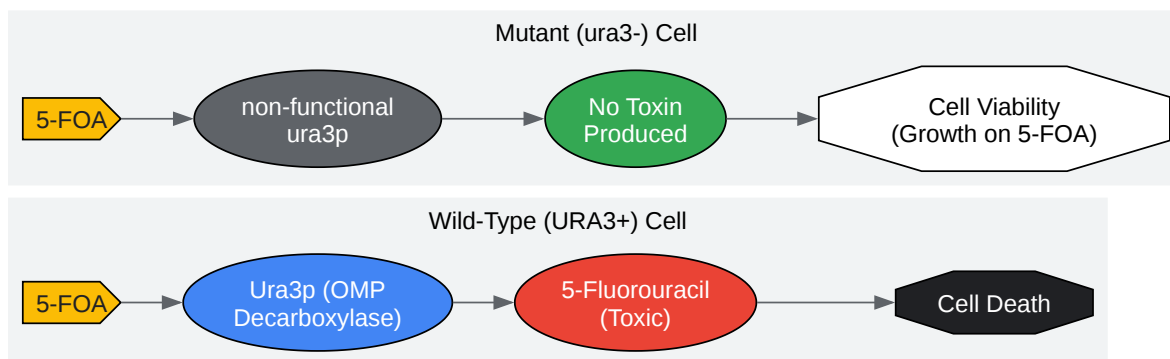 Mutant (ura3-) Cell
5-FOA
non-functional
ura3p
No Toxin
Produced
Cell Viability
(Growth on 5-FOA)
Wild-Type (URA3+) Cell
5-FOA
Ura3p (OMP
Decarboxylase)
5-Fluorouracil
(Toxic)
Cell Death